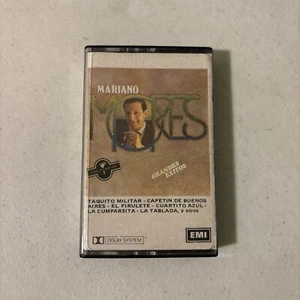 MARIANO
MORES
GRANDES
EXITOS
TAQUITO MILITAR - CAFETIN DE BUENOS
AIRES - EL FIRULETE - CUARTITO AZUL -
LA CUMPARSITA - LA TABLADA, y otros
DOLBY SYSTEM
EMI